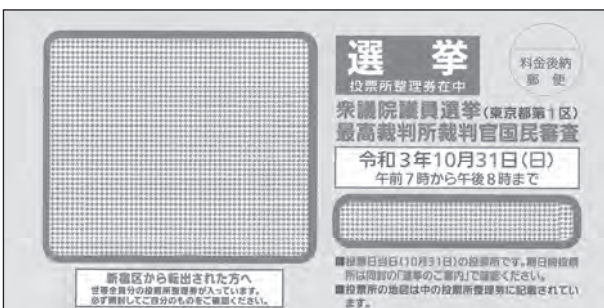 選挙
投票所整理券在中
料金後納
郵便
衆議院議員選挙(東京都第1区)
最高裁判所裁判官国民審査
令和3年10月31日(日)
午前7時から午後8時まで
■投票日当日(10月31日)の投票所です。期日前投票
所は同封の「選挙のご案内」で確認ください。
■投票所の地図は中の投票所整理券に記載されてい
ます。
新宿区から転出された方へ
世帯全員分の投票所整理券が入っています。
必ず開封してご自分のものをご確認ください。